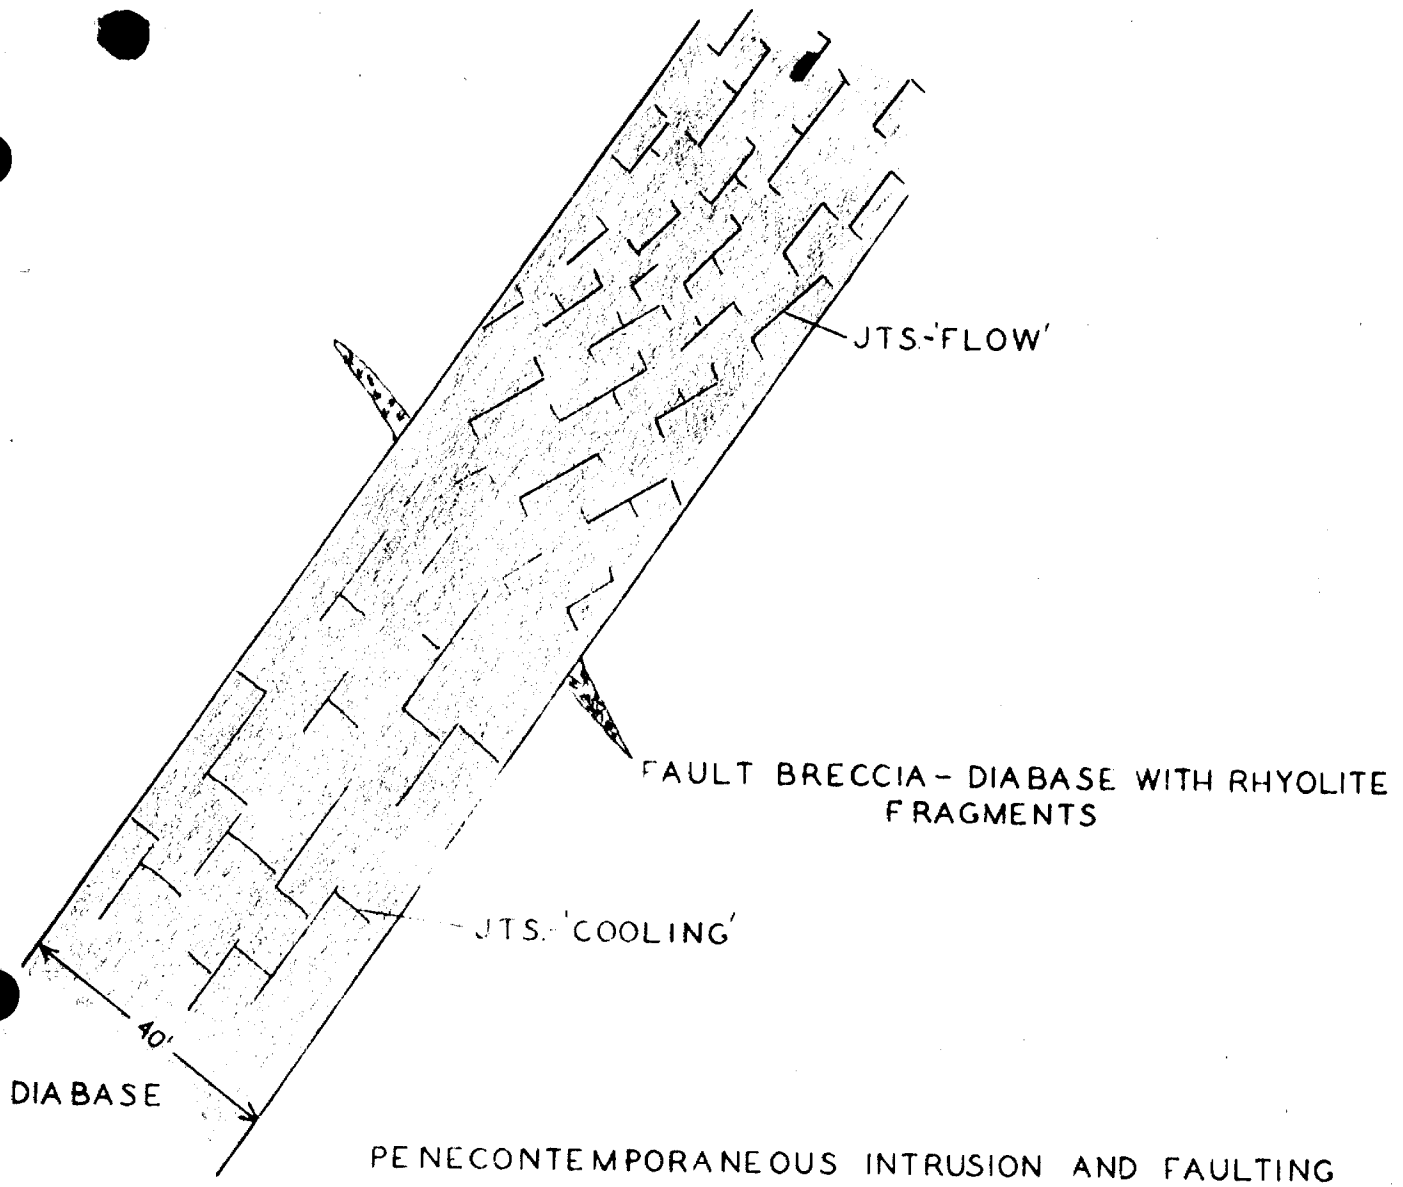 JTS.-'FLOW'
FAULT BRECCIA - DIABASE WITH RHYOLITE
FRAGMENTS
JTS.-'COOLING'
40'
DIABASE
PENECONTEMPORANEOUS INTRUSION AND FAULTING